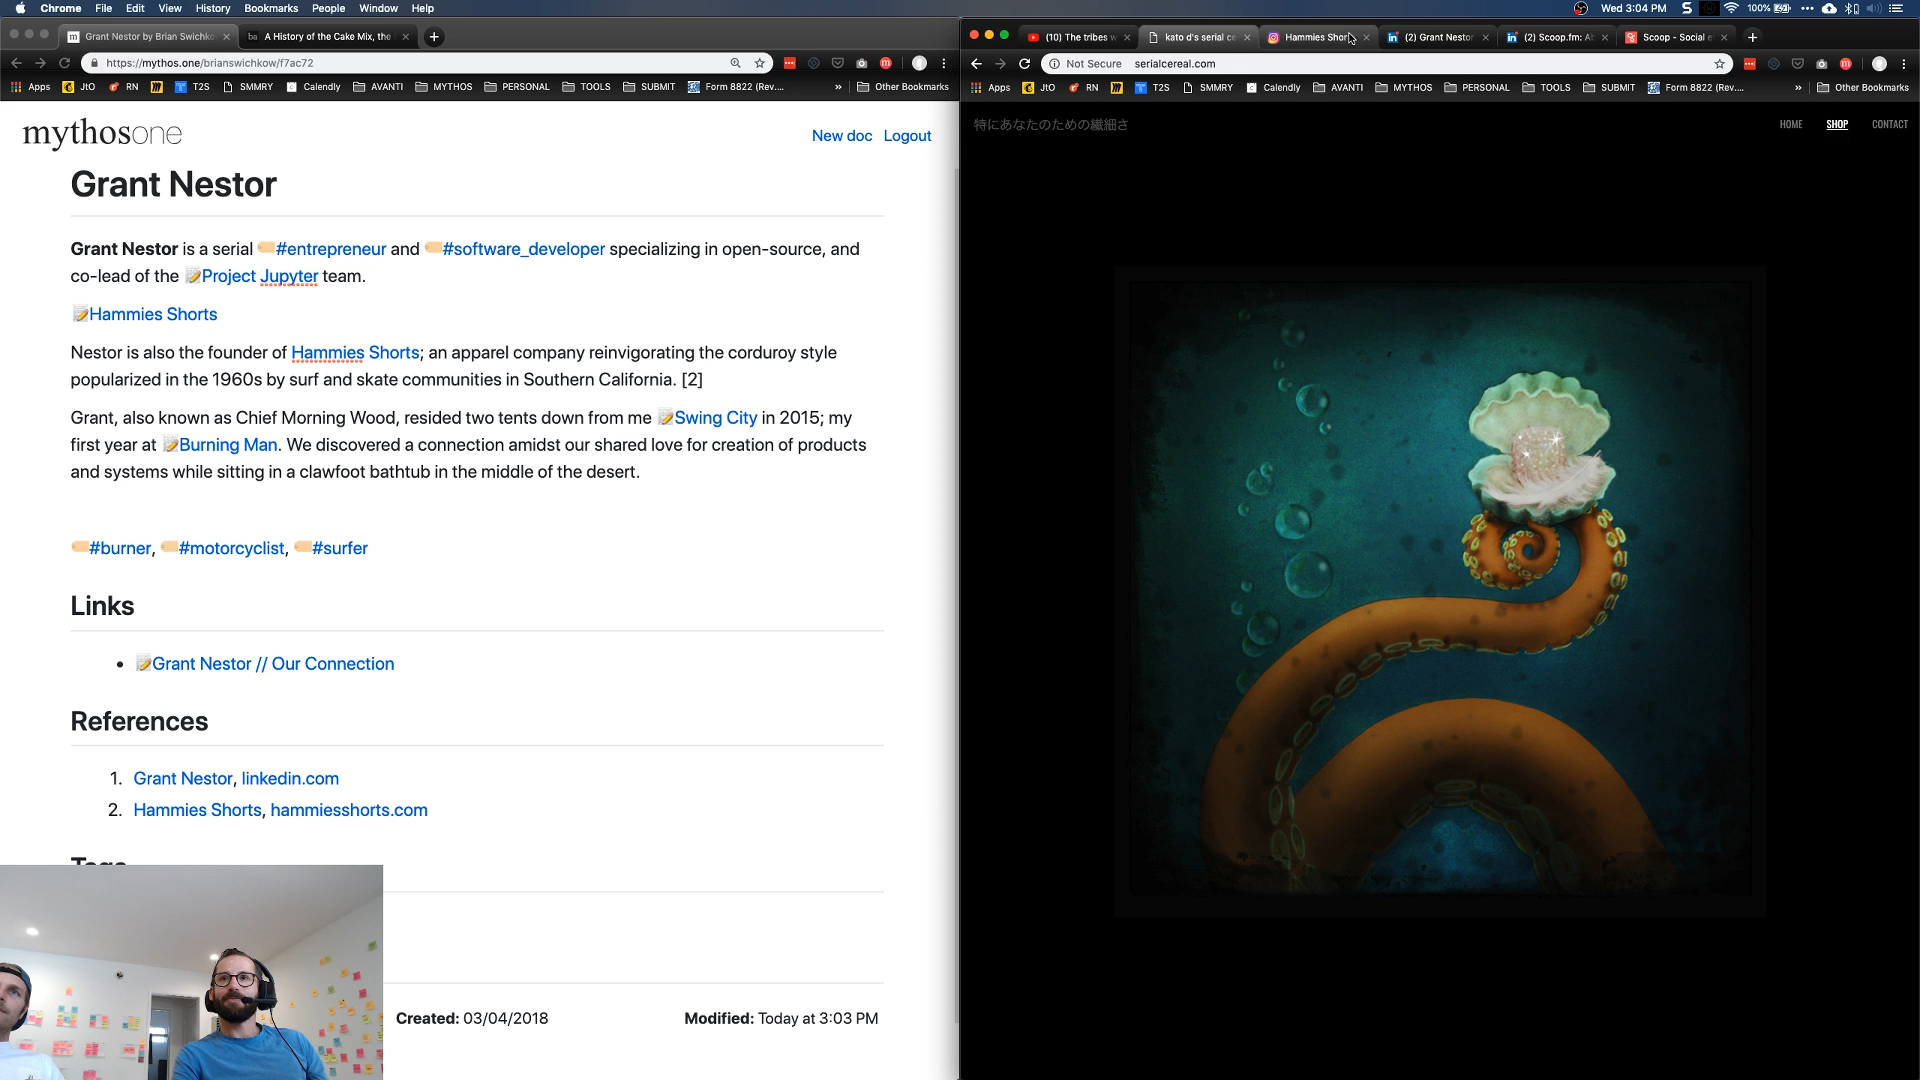 Chrome File Edit View History Bookmarks People Window Help
Wed 3:04 PM 100%
Grant Nestor by Brian Swichko
A History of the Cake Mix, the
https://mythos.one/brianswichkow/f7ac72
Apps JtO RN T2S SMMRY Calendly AVANTI MYTHOS PERSONAL TOOLS SUBMIT Form 8822 (Rev.... » Other Bookmarks
mythosone
New doc Logout
Grant Nestor
Grant Nestor is a serial #entrepreneur and #software_developer specializing in open-source, and
co-lead of the Project Jupyter team.
Hammies Shorts
Nestor is also the founder of Hammies Shorts; an apparel company reinvigorating the corduroy style
popularized in the 1960s by surf and skate communities in Southern California. [2]
Grant, also known as Chief Morning Wood, resided two tents down from me Swing City in 2015; my
first year at Burning Man. We discovered a connection amidst our shared love for creation of products
and systems while sitting in a clawfoot bathtub in the middle of the desert.
#burner, #motorcyclist, #surfer
Links
• Grant Nestor // Our Connection
References
1. Grant Nestor, linkedin.com
2. Hammies Shorts, hammiesshorts.com
Tags
Created: 03/04/2018
Modified: Today at 3:03 PM
(10) The tribes
kato d's serial ce
Hammies Shor
(2) Grant Nestor
(2) Scoop.fm: A
Scoop - Social e
Not Secure serialcereal.com
Apps JtO RN T2S SMMRY Calendly AVANTI MYTHOS PERSONAL TOOLS SUBMIT Form 8822 (Rev.... » Other Bookmarks
特にあなたのための繊細さ
HOME SHOP CONTACT